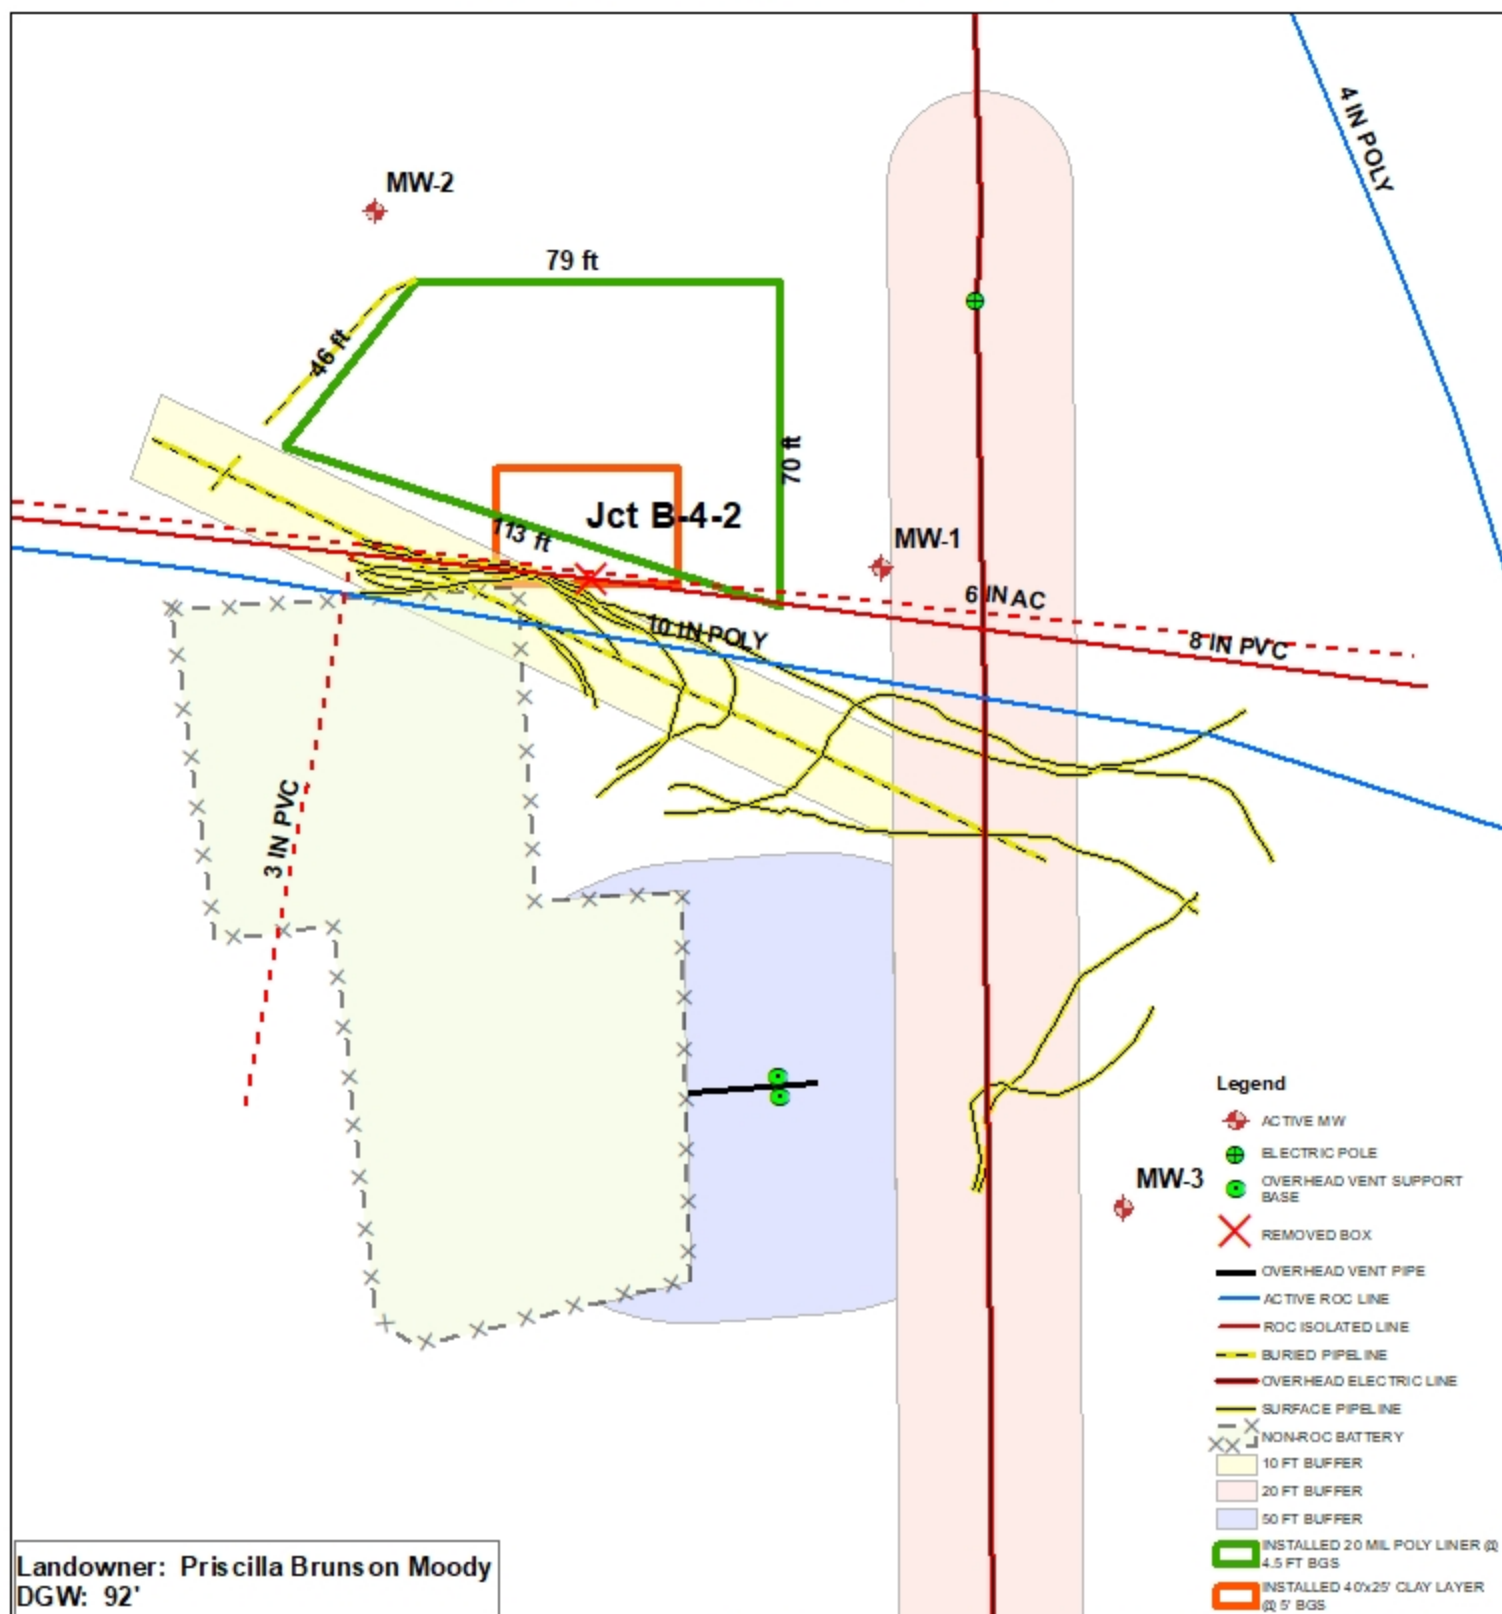 4 IN POLY
MW-2
79 ft
46 ft
70 ft
Jct B-4-2
113 ft
MW-1
6 IN AC
10 IN POLY
8 IN PVC
3 IN PVC
MW-3
Legend
ACTIVE MW
ELECTRIC POLE
OVERHEAD VENT SUPPORT
BASE
REMOVED BOX
OVERHEAD VENT PIPE
ACTIVE ROC LINE
ROC ISOLATED LINE
BURIED PIPELINE
OVERHEAD ELECTRIC LINE
SURFACE PIPELINE
NON-ROC BATTERY
10 FT BUFFER
20 FT BUFFER
50 FT BUFFER
INSTALLED 20 MIL POLY LINER @
4.5 FT BGS
INSTALLED 40'x25' CLAY LAYER
@ 5' BGS
Landowner: Priscilla Brunson Moody
DGW: 92'